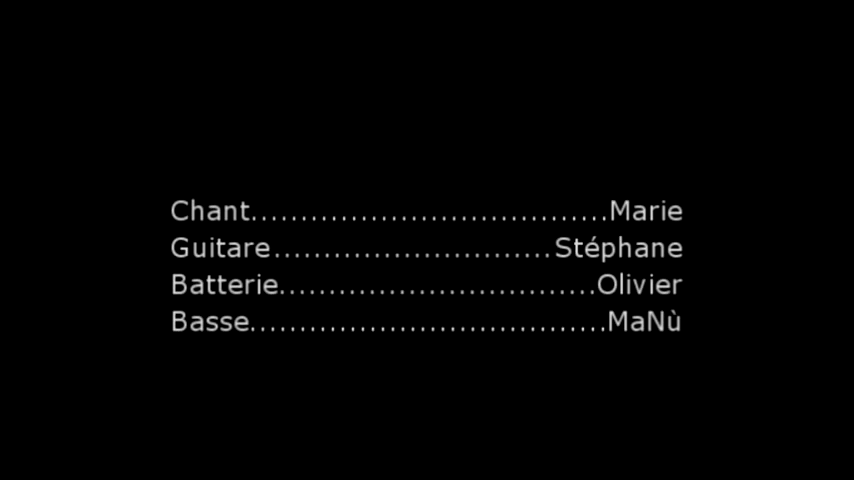 Chant...................................Marie
Guitare...........................Stéphane
Batterie...............................Olivier
Basse...................................MaNù